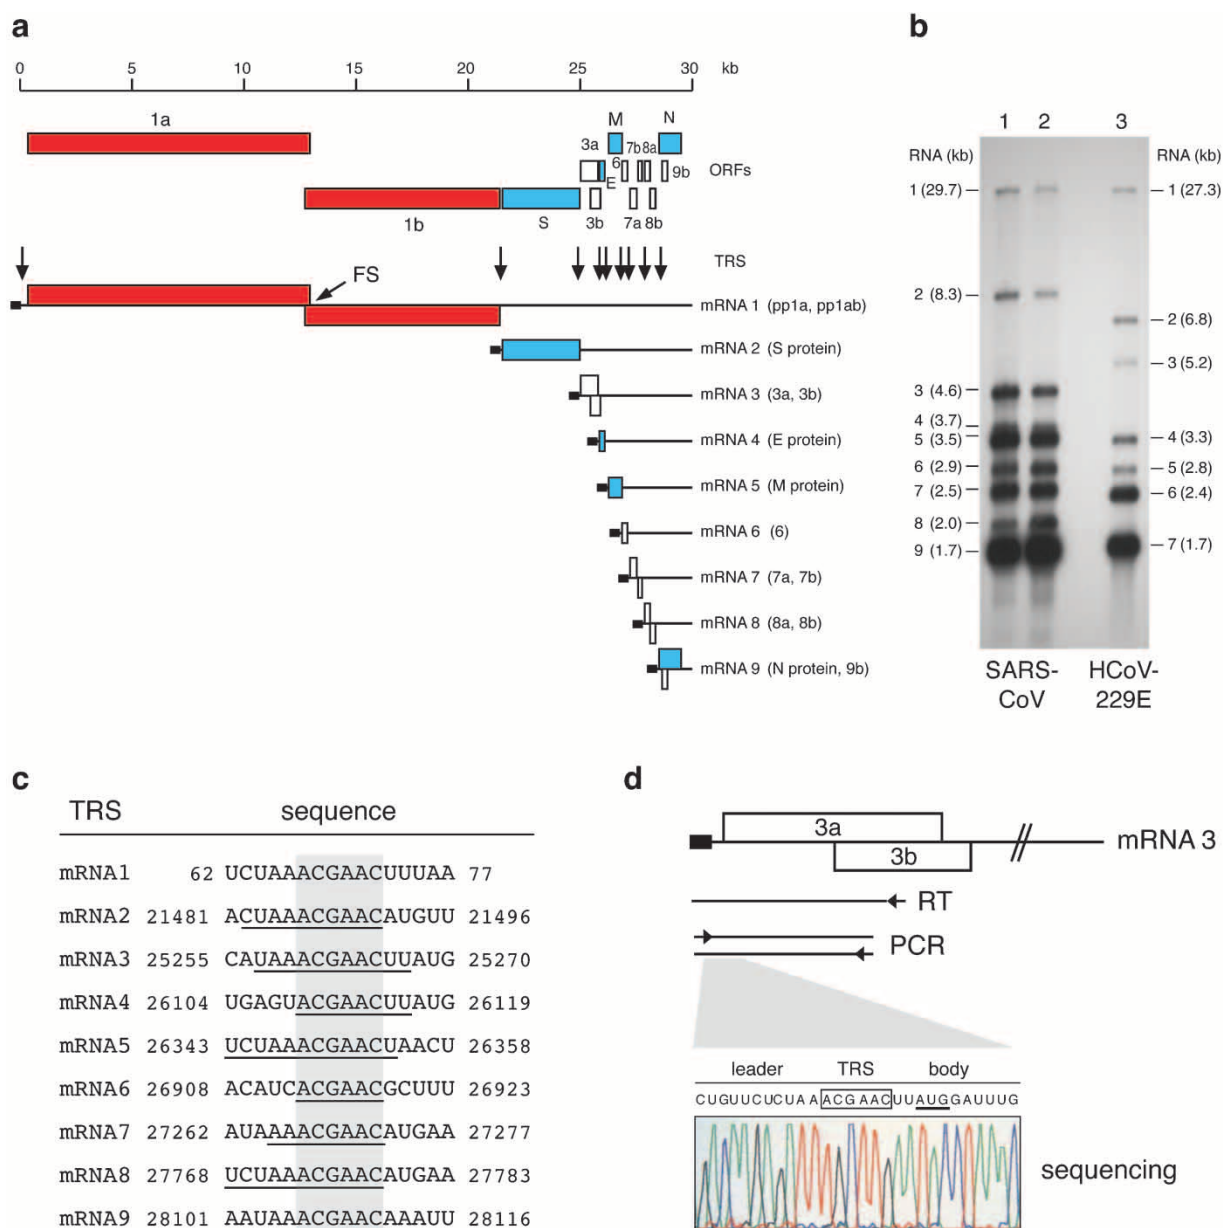 a
0 5 10 15 20 25 30 kb
1a
M N
3a 7b 8a
6
E
9b
ORFs
1b
S
3b 7a 8b
TRS
FS
mRNA 1 (pp1a, pp1ab)
mRNA 2 (S protein)
mRNA 3 (3a, 3b)
mRNA 4 (E protein)
mRNA 5 (M protein)
mRNA 6 (6)
mRNA 7 (7a, 7b)
mRNA 8 (8a, 8b)
mRNA 9 (N protein, 9b)
b
1 2 3
RNA (kb) RNA (kb)
1 (29.7) 1 (27.3)
2 (8.3)
2 (6.8)
3 (5.2)
3 (4.6)
4 (3.7)
5 (3.5) 4 (3.3)
6 (2.9) 5 (2.8)
7 (2.5) 6 (2.4)
8 (2.0)
9 (1.7) 7 (1.7)
SARS- HCoV-
CoV 229E
c
TRS sequence
mRNA1 62 UCUAAACGAACUUUAA 77
mRNA2 21481 ACUAAACGAACAUGUU 21496
mRNA3 25255 CAUAAACGAACUUAUG 25270
mRNA4 26104 UGAGUACGAACUUAUG 26119
mRNA5 26343 UCUAAACGAACUAACU 26358
mRNA6 26908 ACAUCACGAACGCUUU 26923
mRNA7 27262 AUAAAACGAACAUGAA 27277
mRNA8 27768 UCUAAACGAACAUGAA 27783
mRNA9 28101 AAUAAACGAACAAAUU 28116
d
3a
mRNA 3
3b
RT
PCR
leader TRS body
CUGUUCUCUAAACGAACUUAUGGAUUUG
sequencing